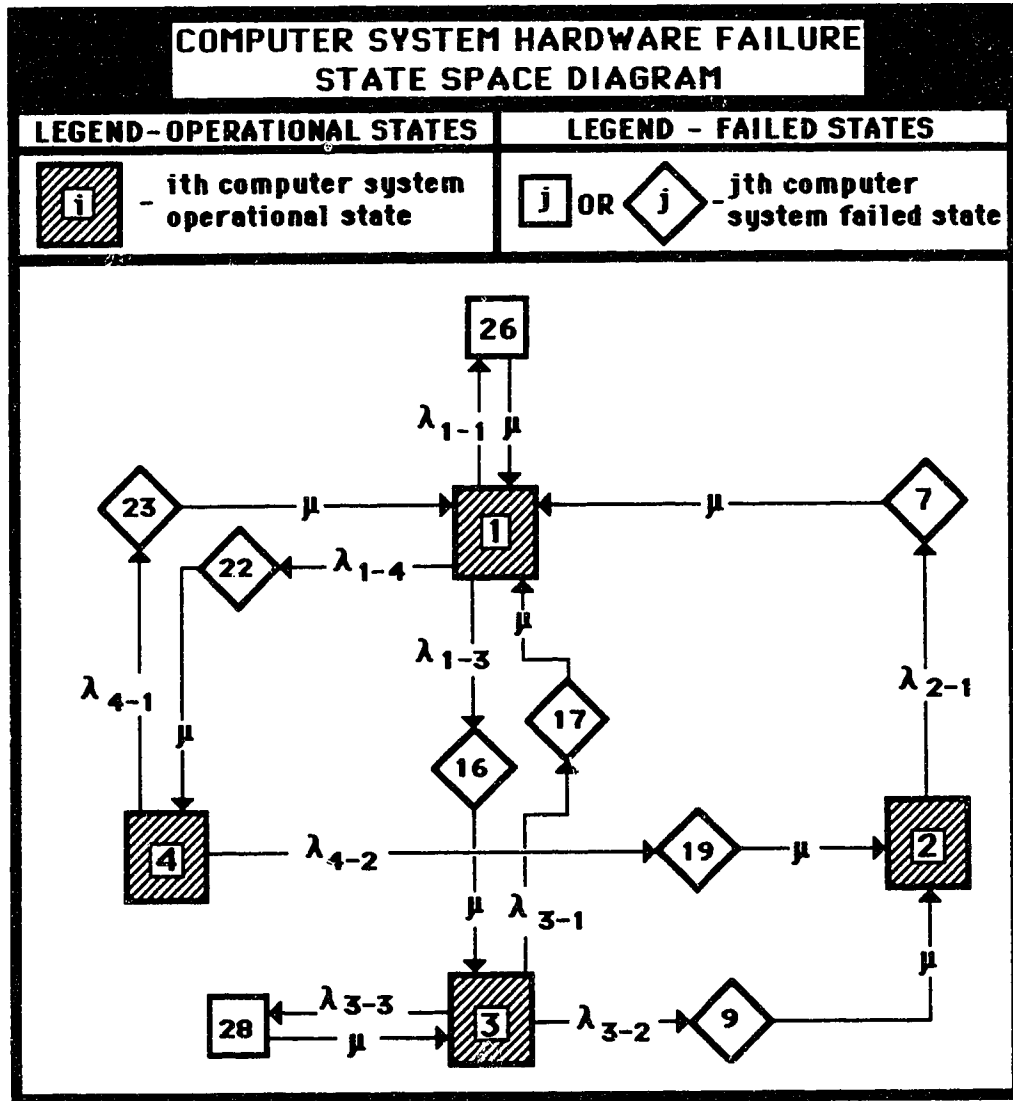 COMPUTER SYSTEM HARDWARE FAILURE
STATE SPACE DIAGRAM
LEGEND-OPERATIONAL STATES
LEGEND - FAILED STATES
i - ith computer system
operational state
j OR j -jth computer
system failed state
26
λ1-1 μ
23 μ 1 μ 7
22 λ1-4
μ
λ1-3
λ4-1
λ2-1
17
μ
16
4 λ4-2 19 μ 2
μ λ3-1
μ
λ3-3
28 μ 3 λ3-2 9